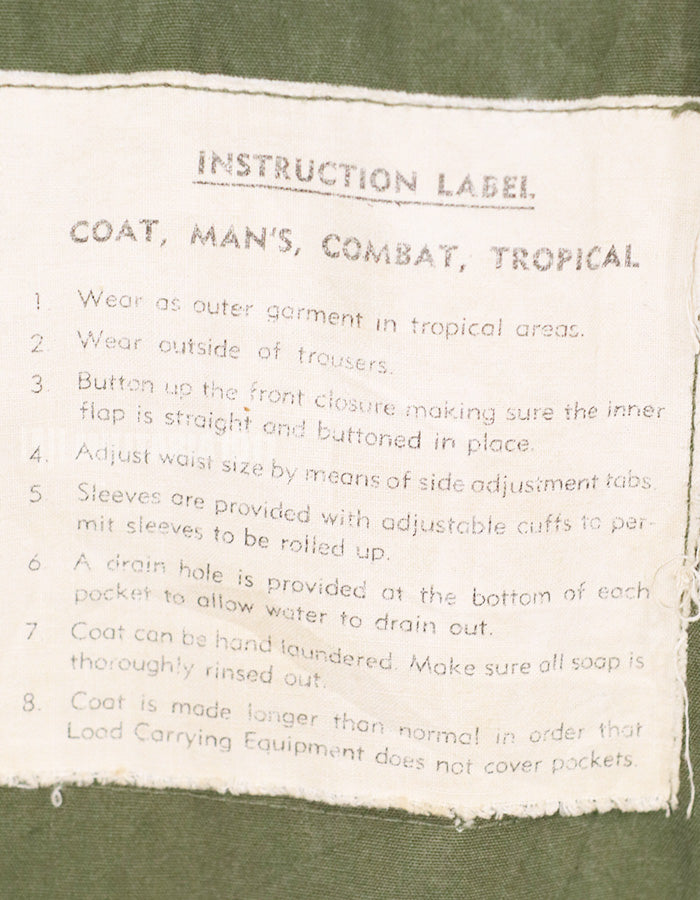 INSTRUCTION LABEL
COAT, MAN'S, COMBAT, TROPICAL
1. Wear as outer garment in tropical areas.
2. Wear outside of trousers.
3. Button up the front closure making sure the inner
flap is straight and buttoned in place.
4. Adjust waist size by means of side adjustment tabs.
5 Sleeves are provided with adjustable cuffs to per-
mit sleeves to be rolled up.
6 A drain hole is provided at the bottom of each
pocket to allow water to drain out.
7 Coat can be hand laundered. Make sure all soap is
thoroughly rinsed out.
8. Coat is made longer than normal in order that
Load Carrying Equipment does not cover pockets.